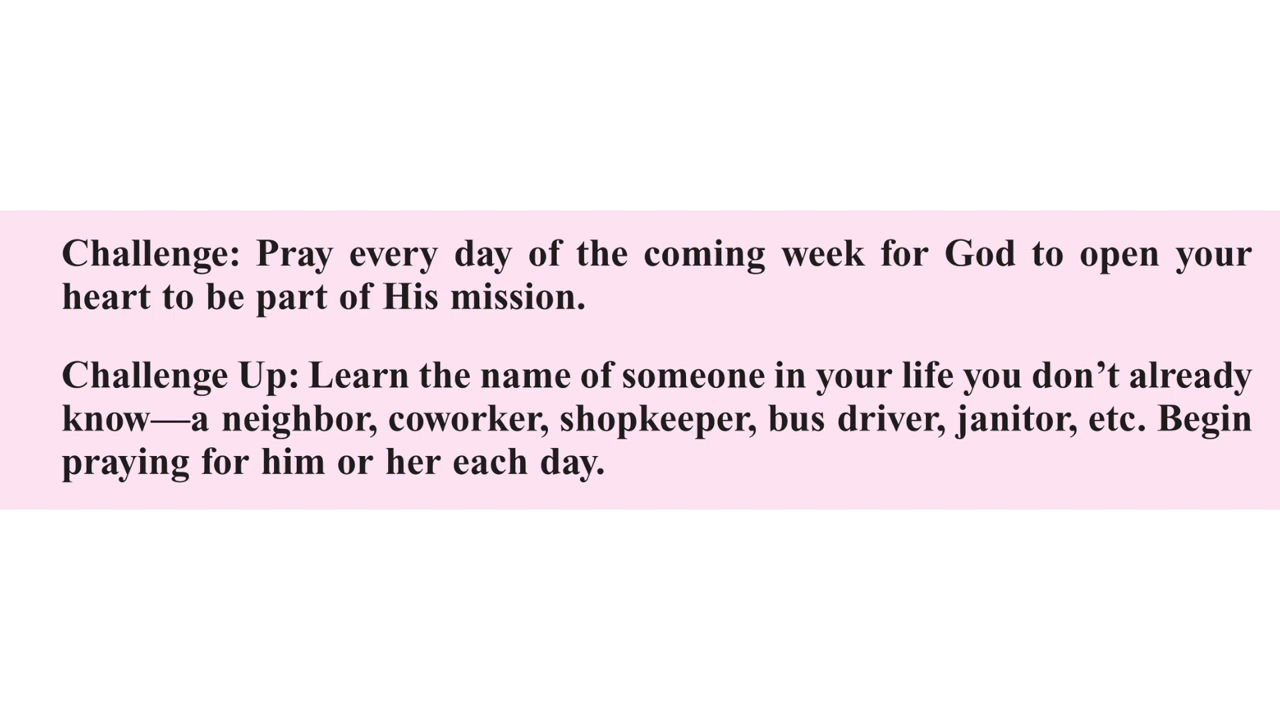 Challenge: Pray every day of the coming week for God to open your
heart to be part of His mission.
Challenge Up: Learn the name of someone in your life you don’t already
know—a neighbor, coworker, shopkeeper, bus driver, janitor, etc. Begin
praying for him or her each day.